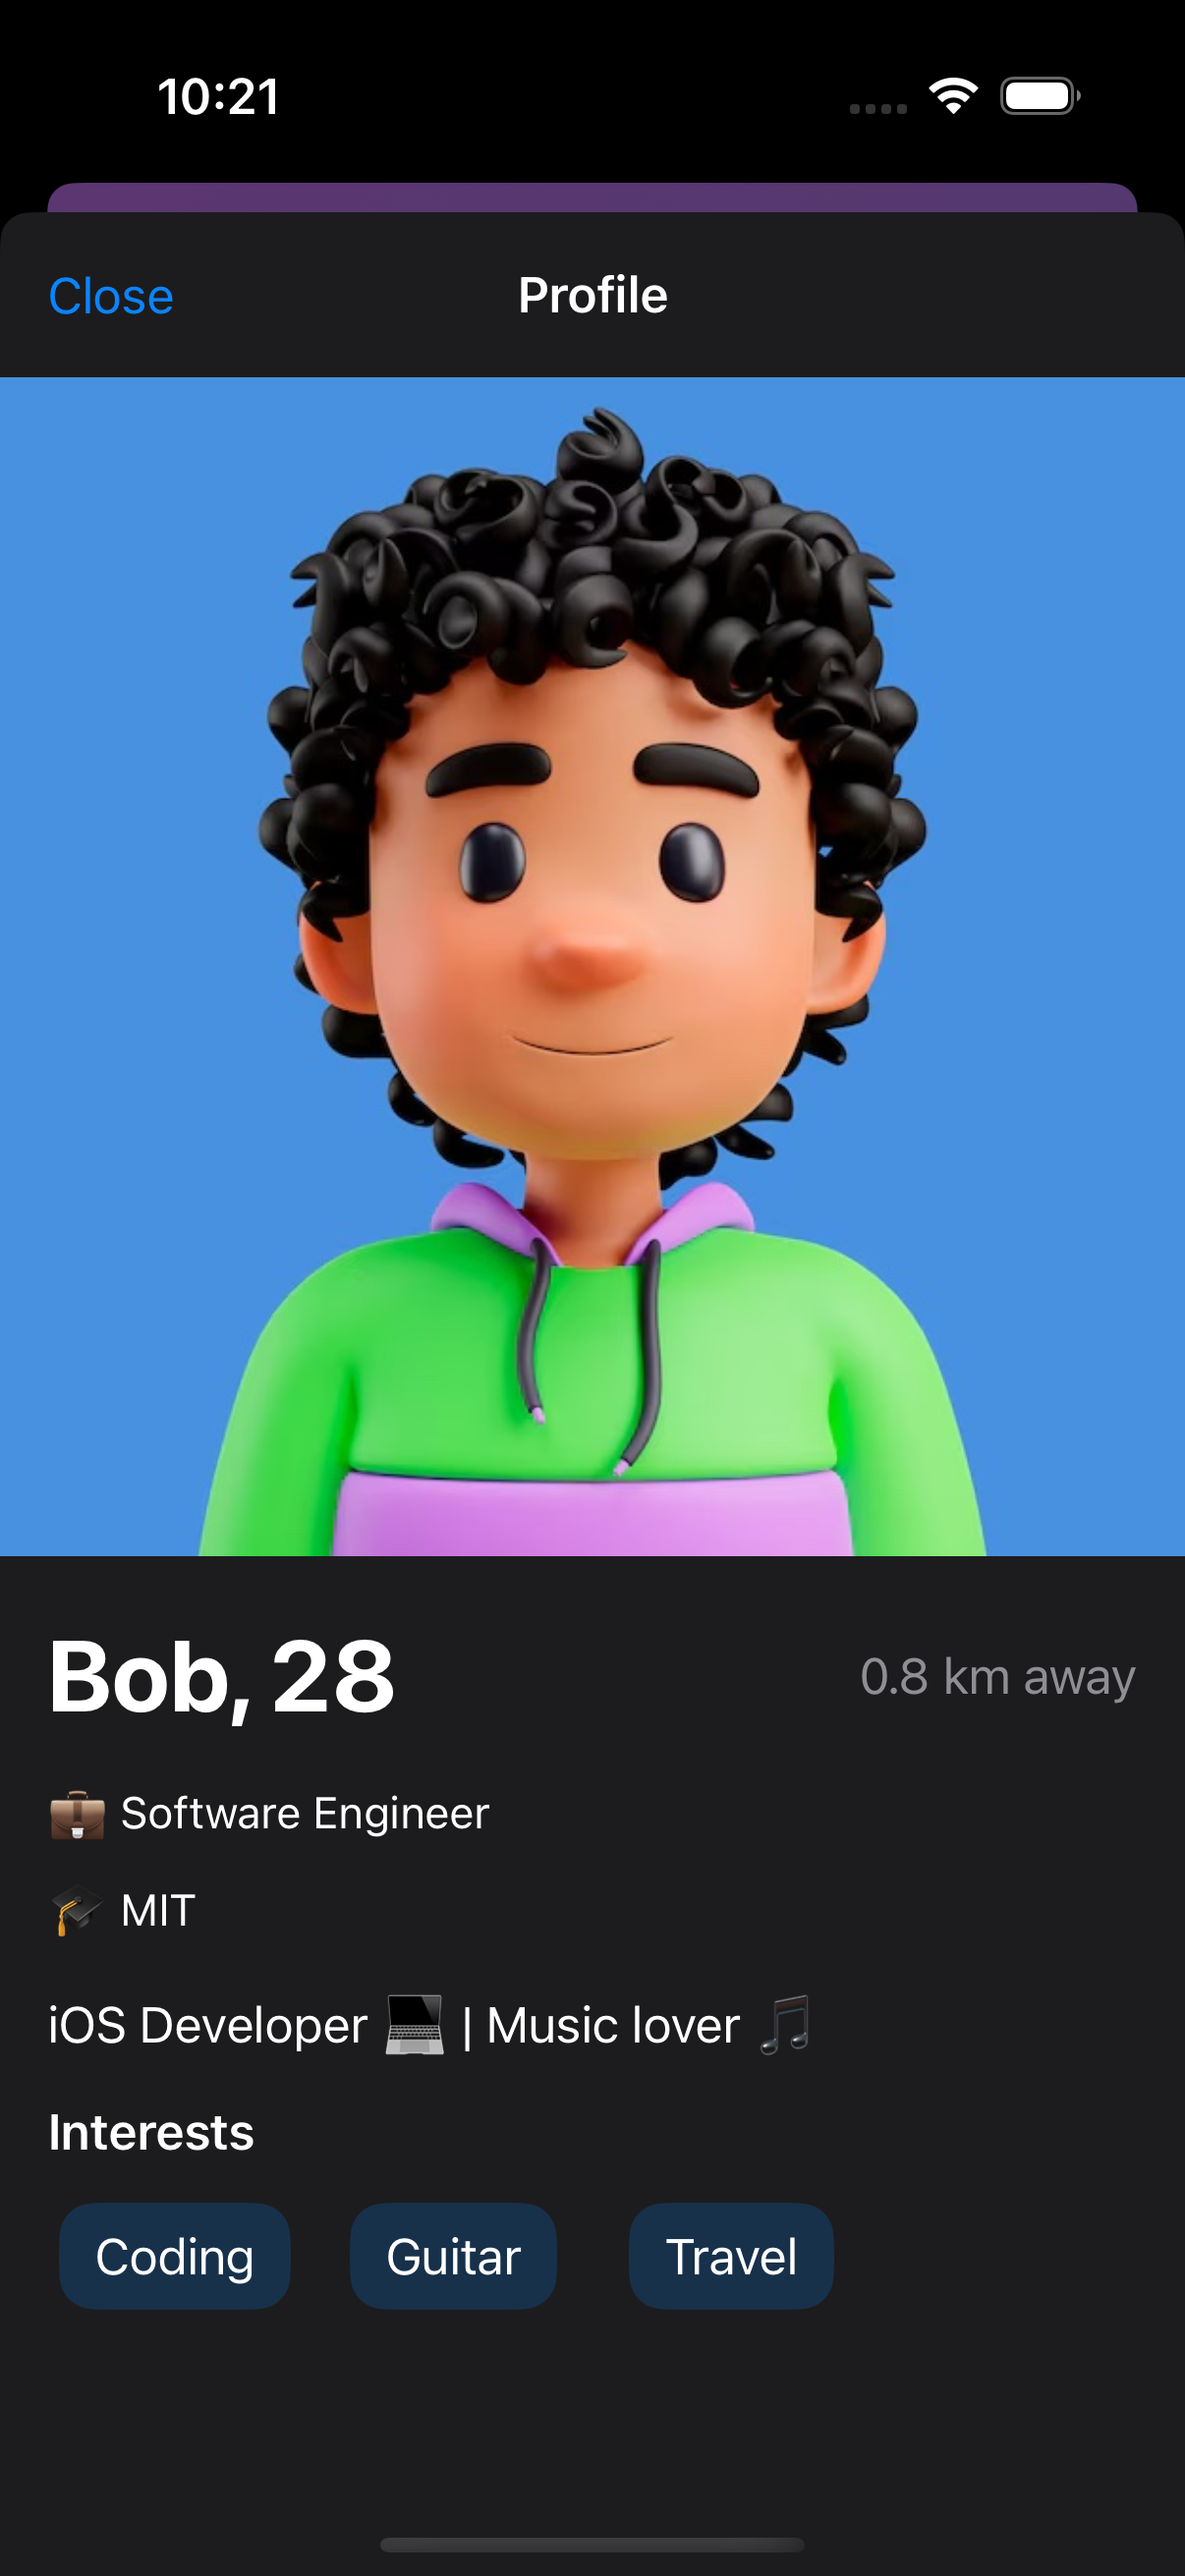 10:21
Close
Profile
Bob, 28
0.8 km away
💼 Software Engineer
🎓 MIT
iOS Developer 💻 | Music lover 🎵
Interests
Coding
Guitar
Travel